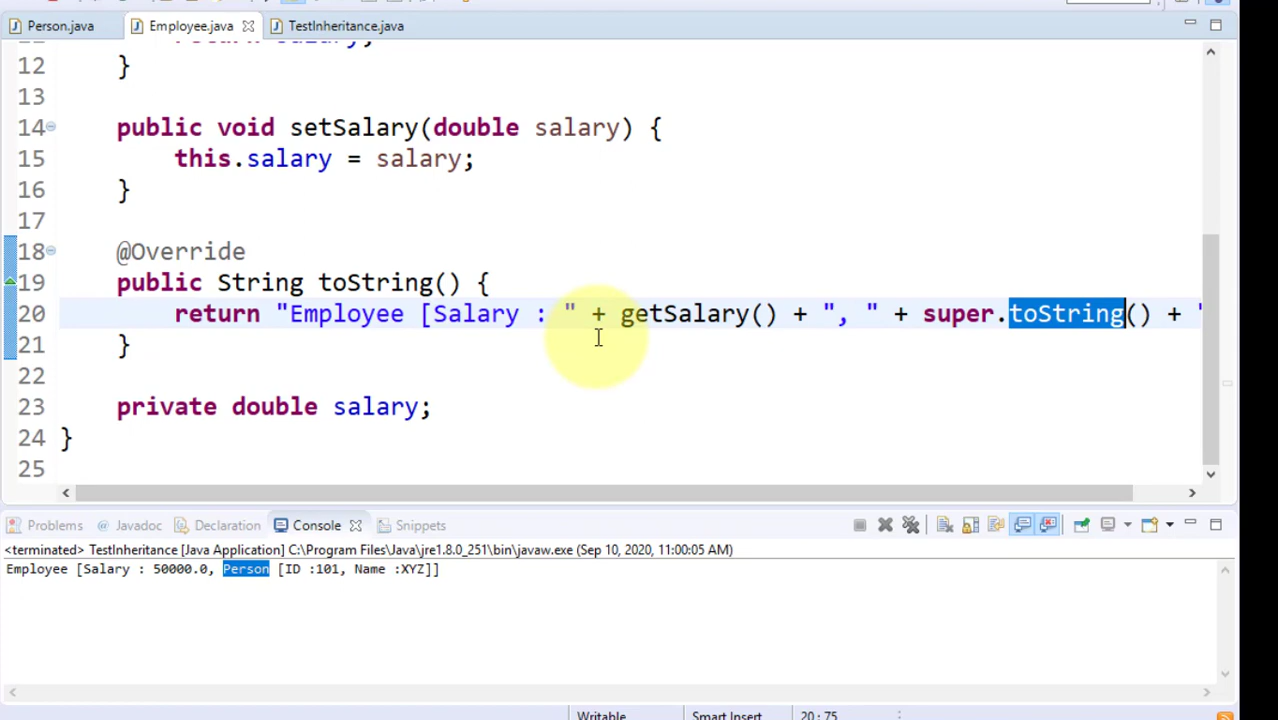 Person.java Employee.java TestInheritance.java
12 }
13
14 public void setSalary(double salary) {
15 this.salary = salary;
16 }
17
18 @Override
19 public String toString() {
20 return "Employee [Salary : " + getSalary() + ", " + super.toString() + "
21 }
22
23 private double salary;
24 }
25
Problems @ Javadoc Declaration Console Snippets
<terminated> TestInheritance [Java Application] C:\Program Files\Java\jre1.8.0_251\bin\javaw.exe (Sep 10, 2020, 11:00:05 AM)
Employee [Salary : 50000.0, Person [ID :101, Name :XYZ]]
Writable Smart Insert 20 : 75